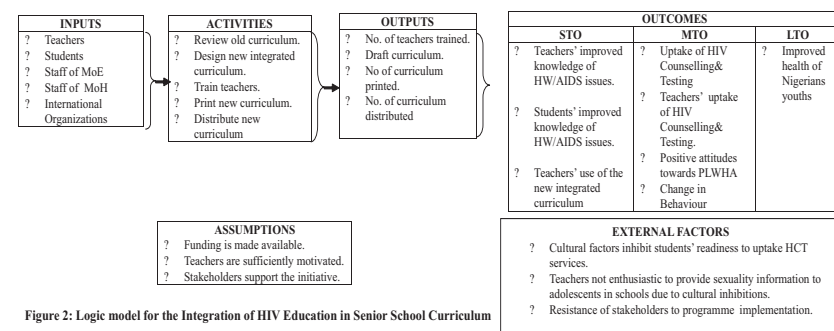 INPUTS
? Teachers
? Students
? Staff of MoE
? Staff of MoH
? International
Organizations
ACTIVITIES
? Review old curriculum.
? Design new integrated
curriculum.
? Train teachers.
? Print new curriculum.
? Distribute new
curriculum
OUTPUTS
? No. of teachers trained.
? Draft curriculum.
? No of curriculum
printed.
? No. of curriculum
distributed
OUTCOMES
STO
? Teachers' improved
knowledge of
HW/AIDS issues.
? Students' improved
knowledge of
HW/AIDS issues.
? Teachers' use of the
new integrated
curriculum
MTO
? Uptake of HIV
Counselling&
Testing
? Teachers' uptake
of HIV
Counselling&
Testing.
? Positive attitudes
towards PLWHA
? Change in
Behaviour
LTO
? Improved
health of
Nigerians
youths
ASSUMPTIONS
? Funding is made available.
? Teachers are sufficiently motivated.
? Stakeholders support the initiative.
EXTERNAL FACTORS
? Cultural factors inhibit students' readiness to uptake HCT
services.
? Teachers not enthusiastic to provide sexuality information to
adolescents in schools due to cultural inhibitions.
? Resistance of stakeholders to programme implementation.
Figure 2: Logic model for the Integration of HIV Education in Senior School Curriculum